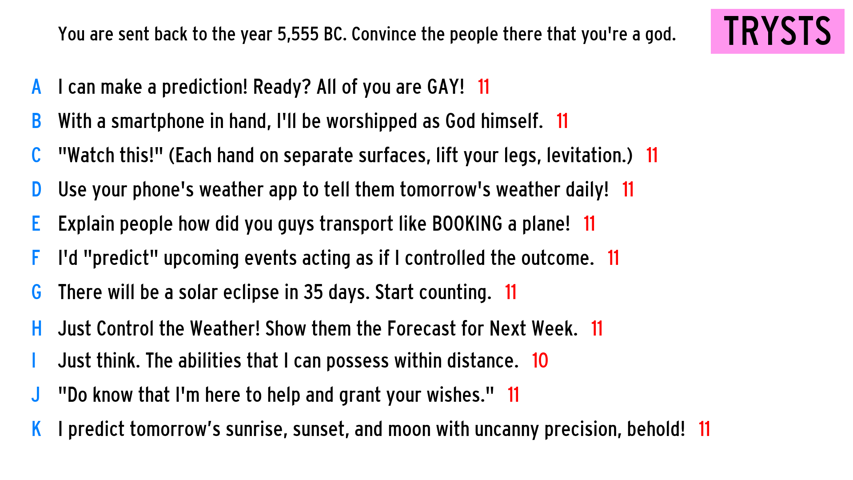 You are sent back to the year 5,555 BC. Convince the people there that you're a god.
TRYSTS
A I can make a prediction! Ready? All of you are GAY! 11
B With a smartphone in hand, I'll be worshipped as God himself. 11
C "Watch this!" (Each hand on separate surfaces, lift your legs, levitation.) 11
D Use your phone's weather app to tell them tomorrow's weather daily! 11
E Explain people how did you guys transport like BOOKING a plane! 11
F I'd "predict" upcoming events acting as if I controlled the outcome. 11
G There will be a solar eclipse in 35 days. Start counting. 11
H Just Control the Weather! Show them the Forecast for Next Week. 11
I Just think. The abilities that I can possess within distance. 10
J "Do know that I'm here to help and grant your wishes." 11
K I predict tomorrow’s sunrise, sunset, and moon with uncanny precision, behold! 11